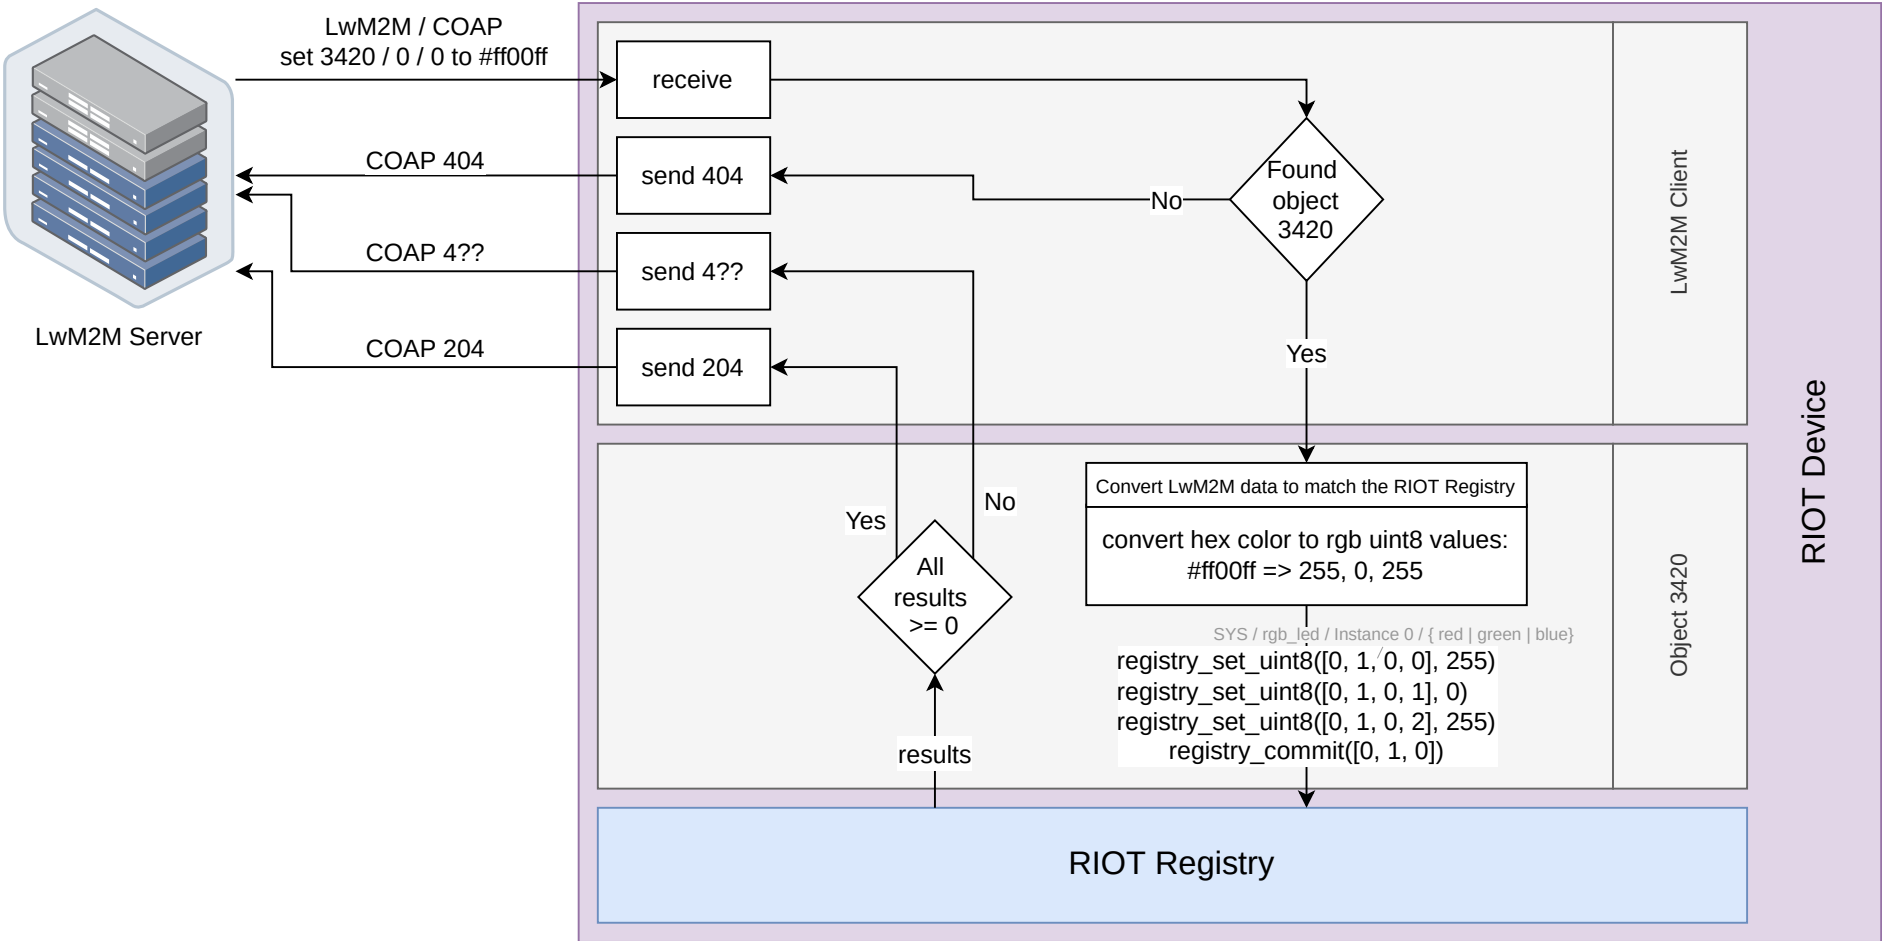 LwM2M / COAP
set 3420 / 0 / 0 to #ff00ff
receive
COAP 404
send 404
No
Found
object
3420
COAP 4??
send 4??
LwM2M Server
COAP 204
send 204
Yes
LwM2M Client
RIOT Device
Convert LwM2M data to match the RIOT Registry
convert hex color to rgb uint8 values:
#ff00ff => 255, 0, 255
No
Yes
All
results
>= 0
SYS / rgb_led / Instance 0 / { red | green | blue}
registry_set_uint8([0, 1, 0, 0], 255)
registry_set_uint8([0, 1, 0, 1], 0)
registry_set_uint8([0, 1, 0, 2], 255)
registry_commit([0, 1, 0])
results
Object 3420
RIOT Registry